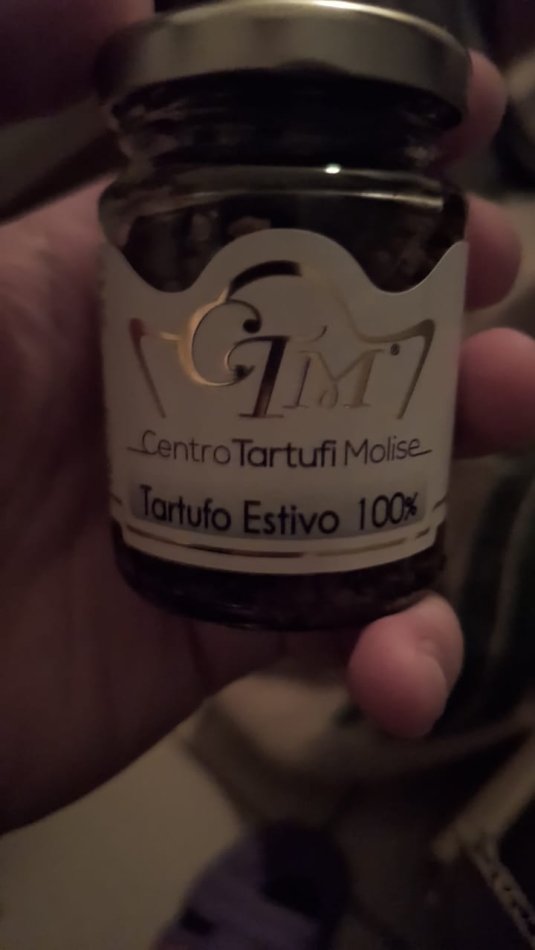 CTM®
Centro Tartufi Molise
Tartufo Estivo 100%